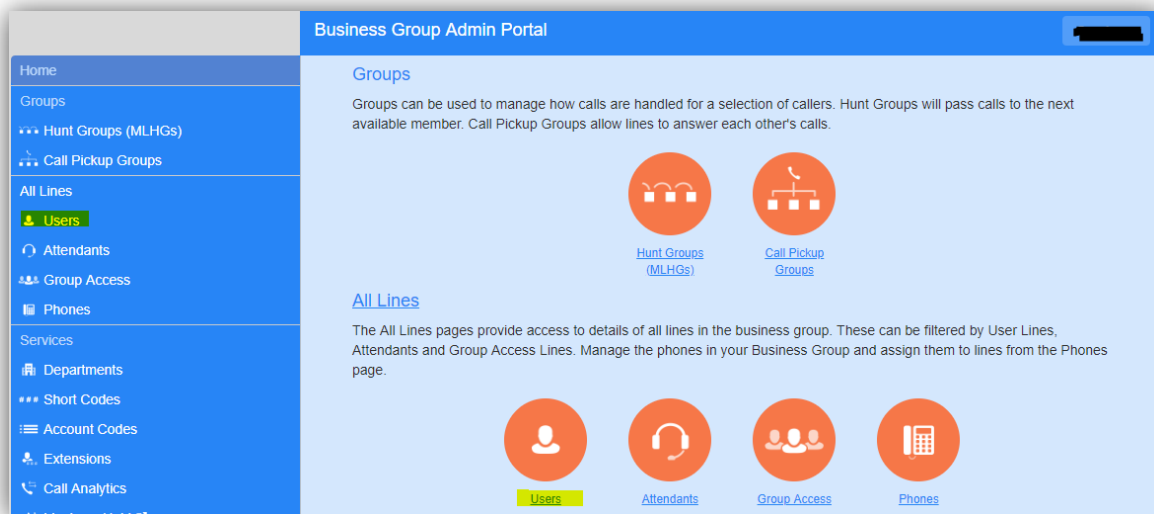 Business Group Admin Portal
Home
Groups
Hunt Groups (MLHGs)
Call Pickup Groups
All Lines
Users
Attendants
Group Access
Phones
Services
Departments
### Short Codes
Account Codes
Extensions
Call Analytics
Groups
Groups can be used to manage how calls are handled for a selection of callers. Hunt Groups will pass calls to the next
available member. Call Pickup Groups allow lines to answer each other's calls.
Hunt Groups
(MLHGs)
Call Pickup
Groups
All Lines
The All Lines pages provide access to details of all lines in the business group. These can be filtered by User Lines,
Attendants and Group Access Lines. Manage the phones in your Business Group and assign them to lines from the Phones
page.
Users
Attendants
Group Access
Phones